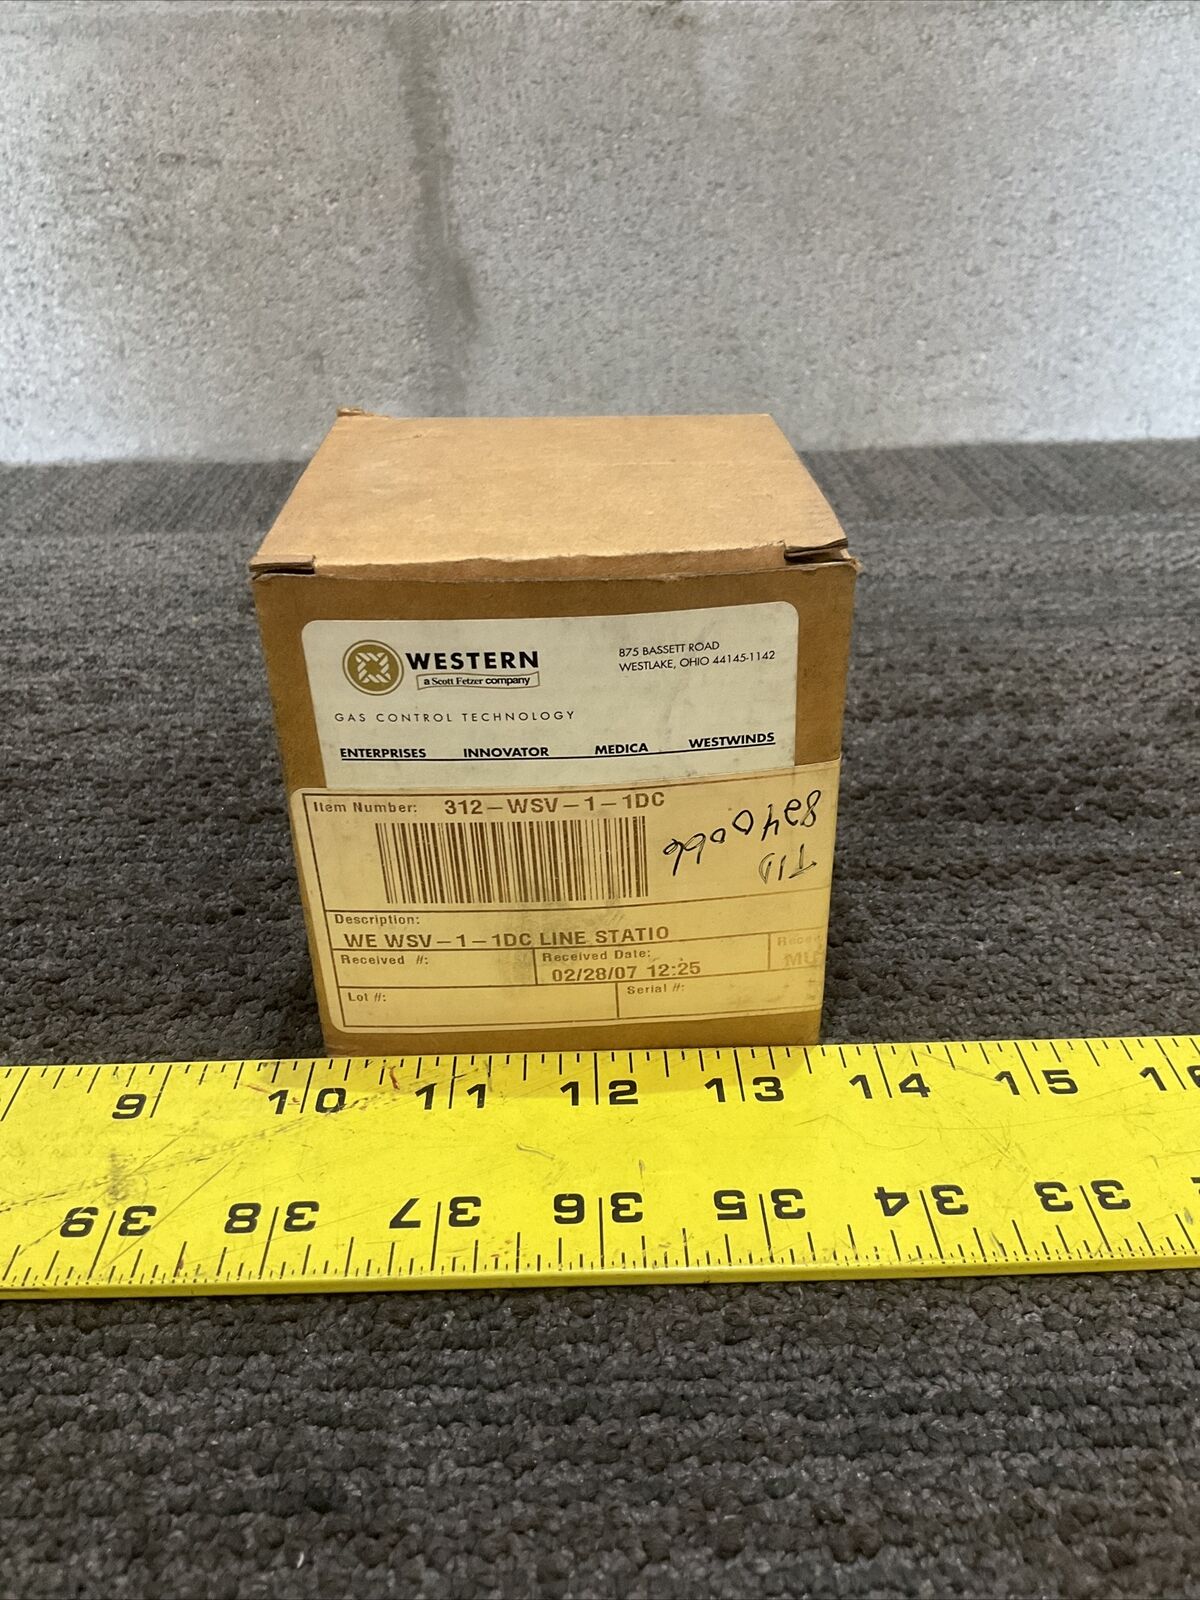 WESTERN
a Scott Fetzer company
875 BASSETT ROAD
WESTLAKE, OHIO 44145-1142
GAS CONTROL TECHNOLOGY
ENTERPRISES INNOVATOR MEDICA WESTWINDS
Item Number: 312-WSV-1-1DC
TID
Description:
WE WSV-1-1DC LINE STATIO
Received #:
Received Date:
02/28/07 12:25
Lot #:
Serial #:
9 10 11 12 13 14 15
39 38 37 36 35 34 33